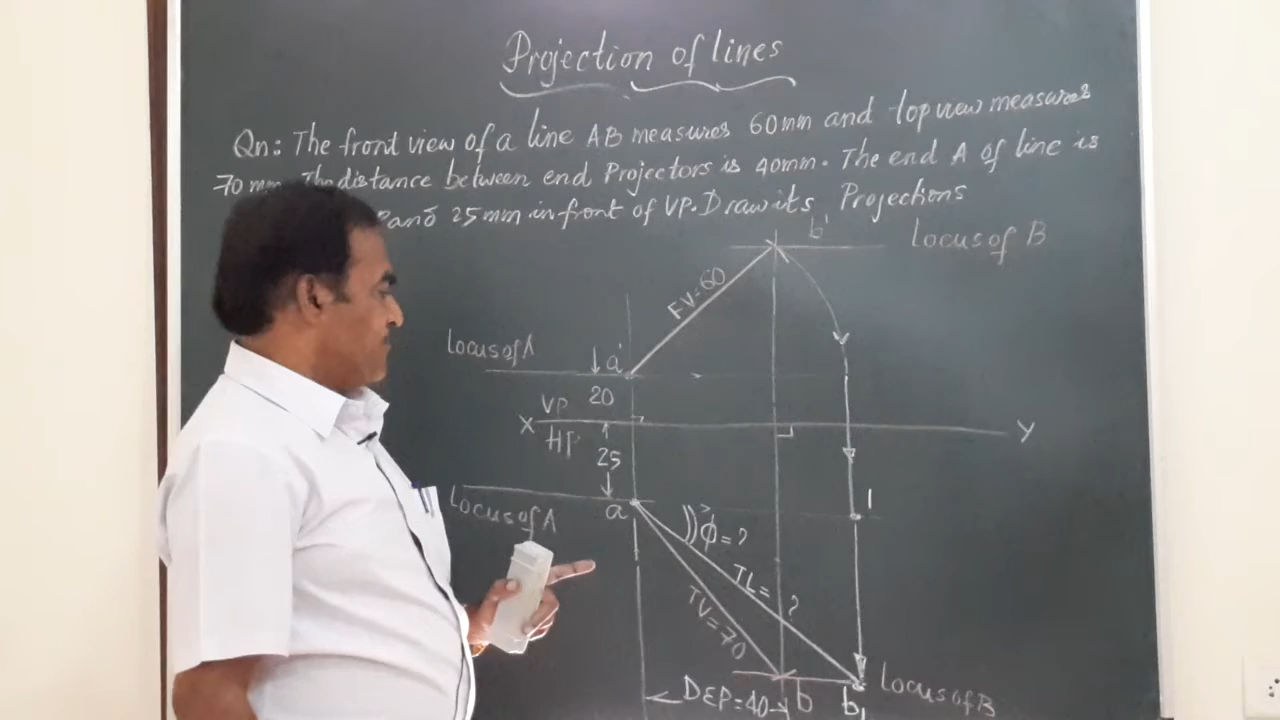 Projection of lines
Qn: The front view of a line AB measures 60mm and top view measures
70 mm. The distance between end Projectors is 40mm. The end A of line is
P and 25mm in front of VP. Draw its Projections
b'
Locus of B
FV=60
Locus of A
a'
20
VP
X
Y
HP
25
Locus of A
a
1
ϕ=?
TL= ?
TV=70
DEP=40
b
b1
Locus of B